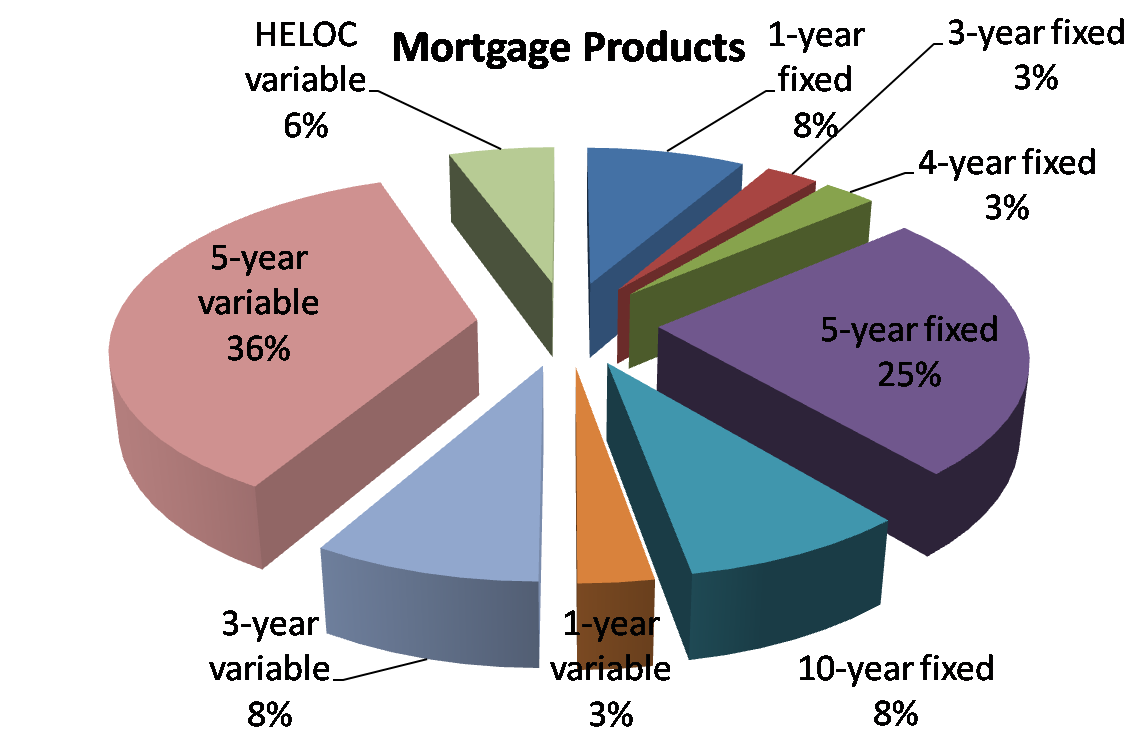 Mortgage Products
HELOC
variable
6%
1-year
fixed
8%
3-year fixed
3%
4-year fixed
3%
5-year
variable
36%
5-year fixed
25%
3-year
variable
8%
1-year
variable
3%
10-year fixed
8%